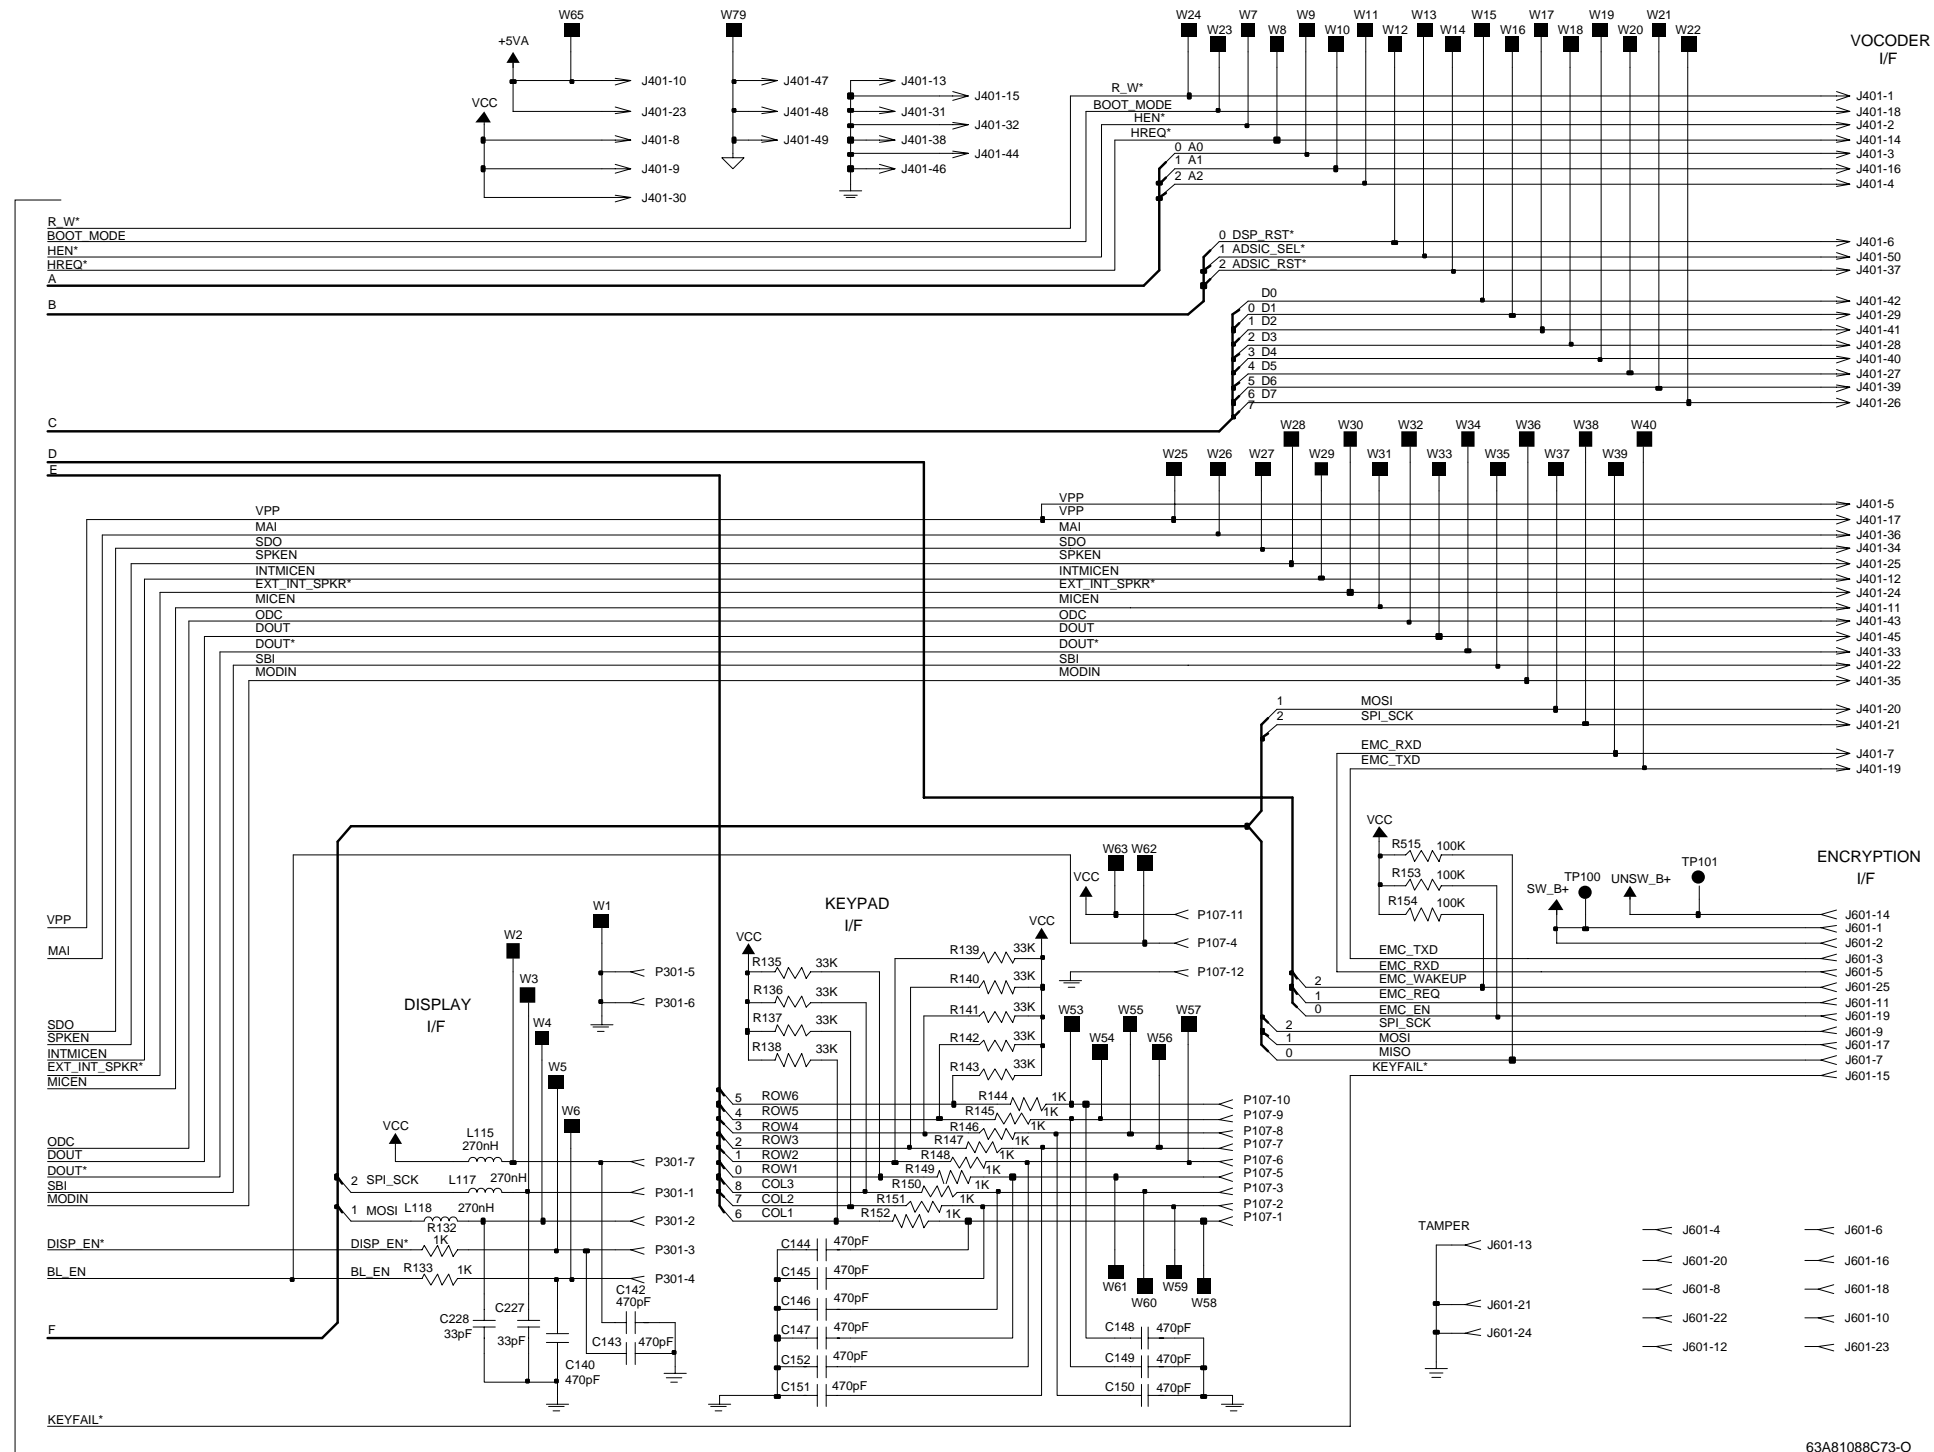 W65
W79
W24
W7
W9
W11
W13
W15
W17
W19
W21
W23
W8
W10
W12
W14
W16
W18
W20
W22
VOCODER
I/F
+5VA
J401-10
J401-47
J401-13
J401-15
VCC
J401-23
J401-48
J401-31
J401-32
J401-8
J401-49
J401-38
J401-44
J401-9
J401-46
J401-30
R_W*
J401-1
BOOT_MODE
J401-18
HEN*
J401-2
HREQ*
J401-14
0 A0
J401-3
1 A1
J401-16
2 A2
J401-4
R_W*
BOOT_MODE
HEN*
HREQ*
A
B
0 DSP_RST*
J401-6
1 ADSIC_SEL*
J401-50
2 ADSIC_RST*
J401-37
D0
J401-42
0 D1
J401-29
1 D2
J401-41
2 D3
J401-28
3 D4
J401-40
4 D5
J401-27
5 D6
J401-39
6 D7
J401-26
7
C
D
E
W28
W30
W32
W34
W36
W38
W40
W25
W26
W27
W29
W31
W33
W35
W37
W39
VPP
J401-5
VPP
VPP
J401-17
MAI
MAI
J401-36
SDO
SDO
J401-34
SPKEN
SPKEN
J401-25
INTMICEN
INTMICEN
J401-12
EXT_INT_SPKR*
EXT_INT_SPKR*
J401-24
MICEN
MICEN
J401-11
ODC
ODC
J401-43
DOUT
DOUT
J401-45
DOUT*
DOUT*
J401-33
SBI
SBI
J401-22
MODIN
MODIN
J401-35
1 MOSI
J401-20
2 SPI_SCK
J401-21
EMC_RXD
J401-7
EMC_TXD
J401-19
VCC
R515 100K
R153 100K
R154 100K
SW_B+
TP100
UNSW_B+
TP101
ENCRYPTION
I/F
J601-14
J601-1
J601-2
EMC_TXD
J601-3
EMC_RXD
J601-5
2 EMC_WAKEUP
J601-25
1 EMC_REQ
J601-11
0 EMC_EN
J601-19
2 SPI_SCK
J601-9
1 MOSI
J601-17
0 MISO
J601-7
KEYFAIL*
J601-15
VPP
MAI
SDO
SPKEN
INTMICEN
EXT_INT_SPKR*
MICEN
ODC
DOUT
DOUT*
SBI
MODIN
DISP_EN*
BL_EN
F
KEYFAIL*
DISPLAY
I/F
W1
W2
W3
W4
W5
W6
P301-5
P301-6
VCC
L115
270nH
P301-7
2 SPI_SCK
L117 270nH
P301-1
1 MOSI
L118 270nH
P301-2
DISP_EN*
R132
1K
P301-3
BL_EN
R133 1K
P301-4
C228
33pF
C227
33pF
C140
470pF
C142
470pF
C143 470pF
KEYPAD
I/F
W63 W62
VCC
P107-11
P107-4
P107-12
VCC
R135 33K
R136 33K
R137 33K
R138 33K
VCC
R139 33K
R140 33K
R141 33K
R142 33K
R143 33K
W53
W54
W55
W56
W57
5 ROW6
R144 1K
P107-10
4 ROW5
R145 1K
P107-9
3 ROW4
R146 1K
P107-8
2 ROW3
R147 1K
P107-7
1 ROW2
R148 1K
P107-6
0 ROW1
R149 1K
P107-5
8 COL3
R150 1K
P107-3
7 COL2
R151 1K
P107-2
6 COL1
R152 1K
P107-1
C144 470pF
C145 470pF
C146 470pF
C147 470pF
C152 470pF
C151 470pF
W61
W60
W59
W58
C148 470pF
C149 470pF
C150 470pF
TAMPER
J601-13
J601-21
J601-24
J601-4
J601-6
J601-20
J601-16
J601-8
J601-18
J601-22
J601-10
J601-12
J601-23
63A81088C73-O